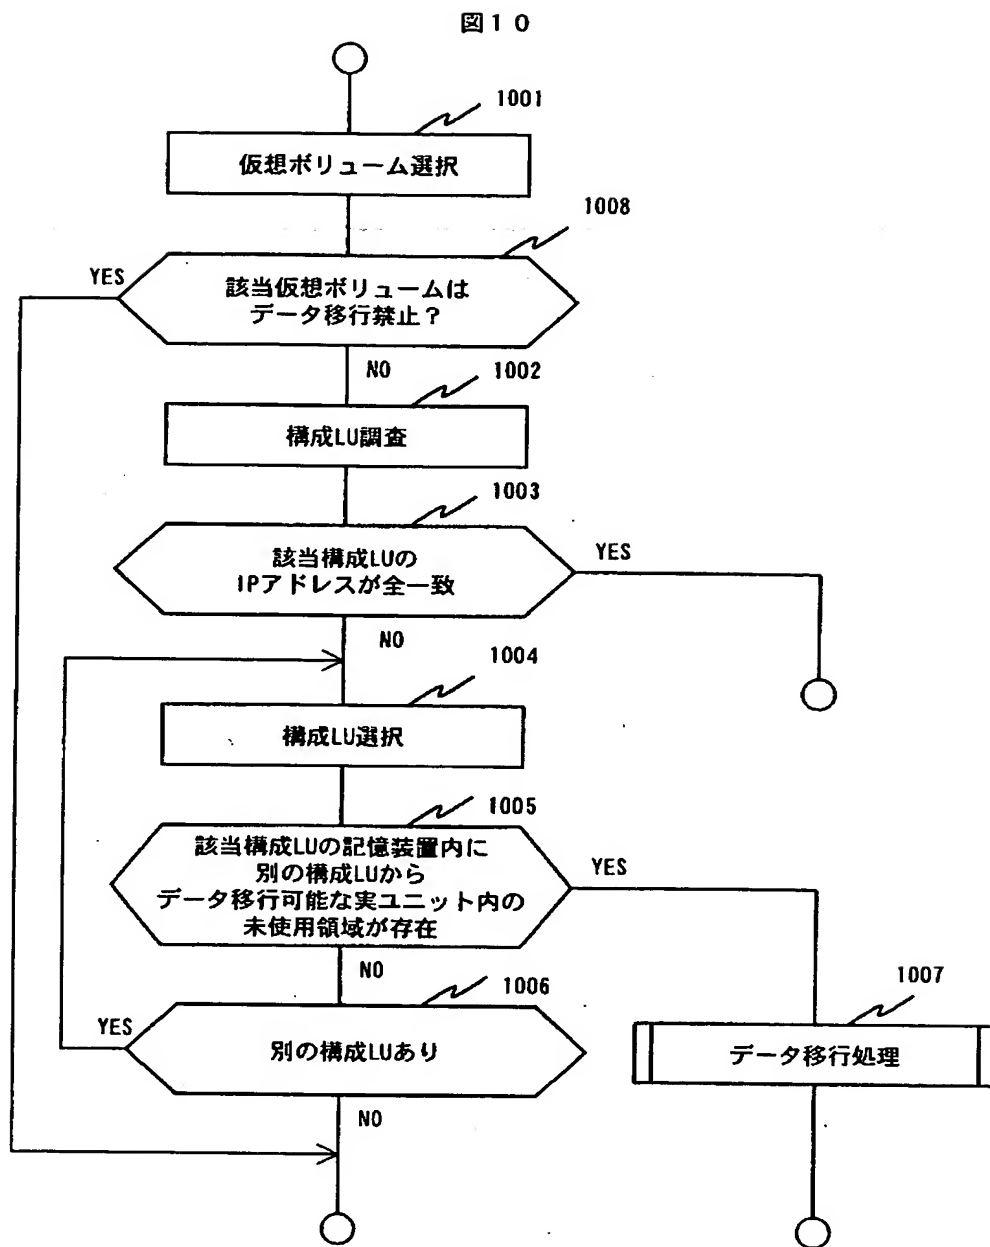 図10
1001
仮想ボリューム選択
1008
YES
該当仮想ボリュームは
データ移行禁止？
NO
1002
構成LU調査
1003
該当構成LUの
IPアドレスが全一致
YES
NO
1004
構成LU選択
1005
該当構成LUの記憶装置内に
別の構成LUから
データ移行可能な実ユニット内の
未使用領域が存在
YES
NO
1006
YES
別の構成LUあり
1007
データ移行処理
NO